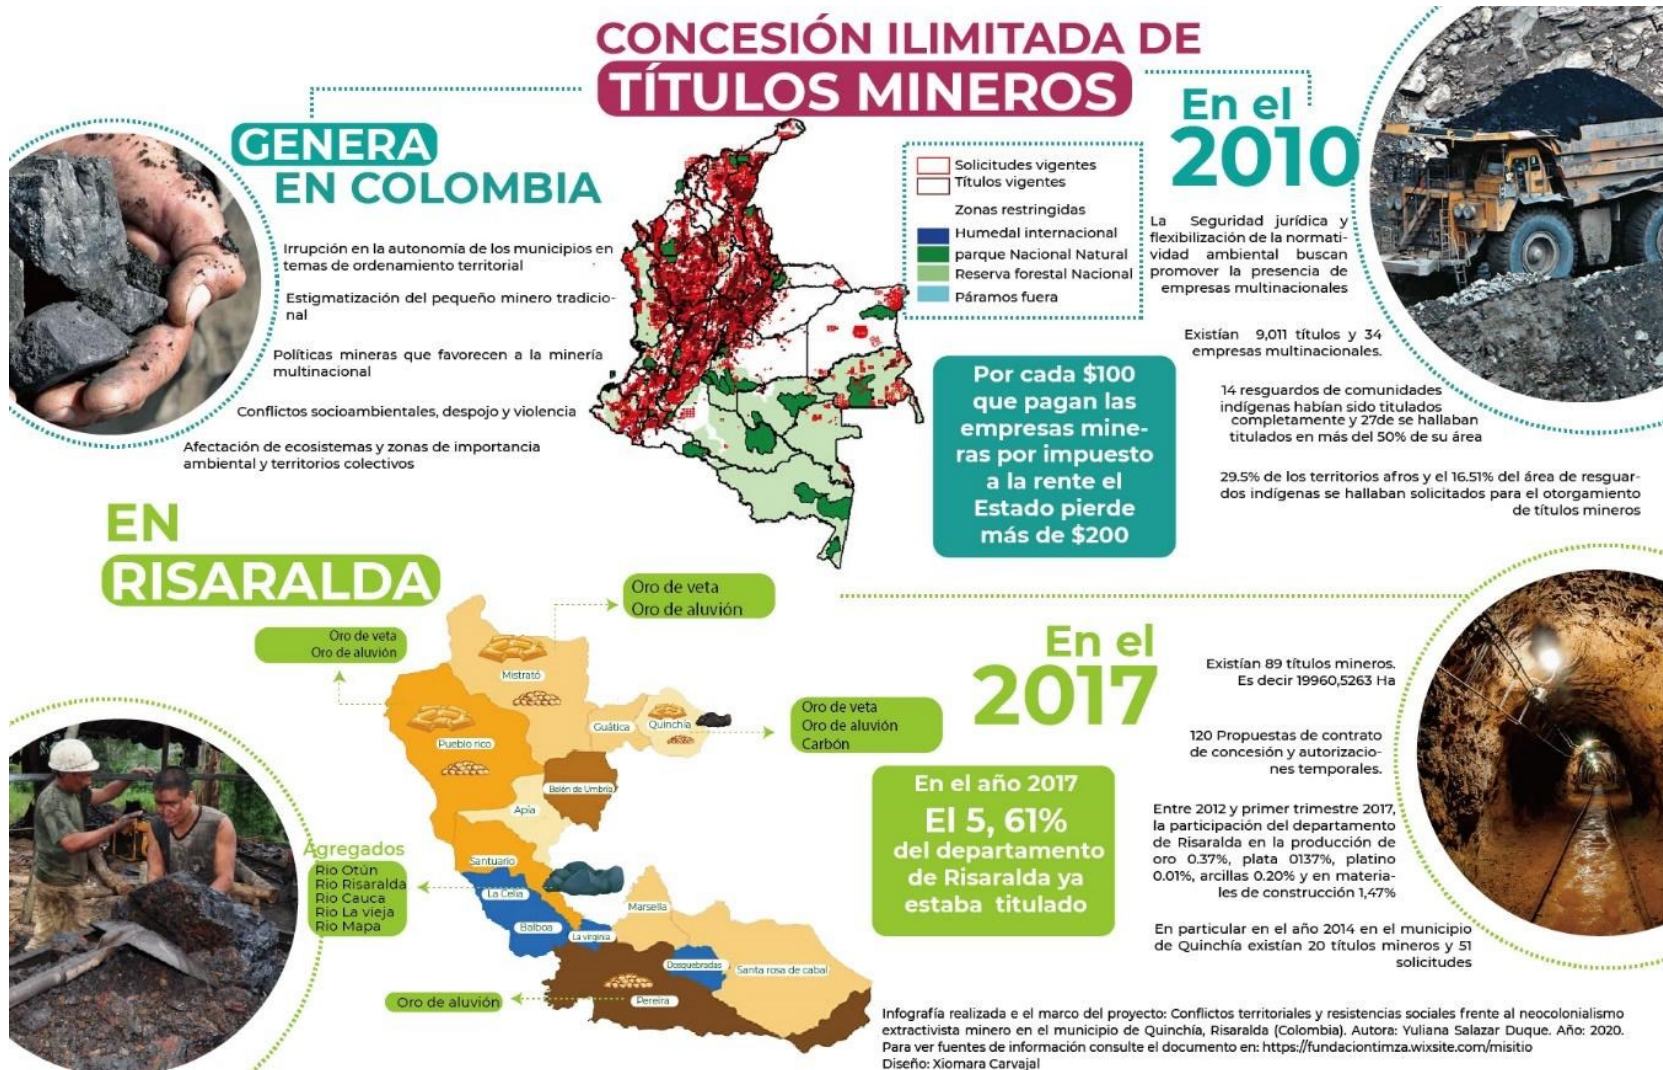 CONCESIÓN ILIMITADA DE
TÍTULOS MINEROS
GENERA
EN COLOMBIA
Irrupción en la autonomía de los municipios en
temas de ordenamiento territorial
Estigmatización del pequeño minero tradicio-
nal
Políticas mineras que favorecen a la minería
multinacional
Conflictos socioambientales, despojo y violencia
Afectación de ecosistemas y zonas de importancia
ambiental y territorios colectivos
Solicitudes vigentes
Títulos vigentes
Zonas restringidas
Humedal internacional
parque Nacional Natural
Reserva forestal Nacional
Páramos fuera
En el
2010
La Seguridad jurídica y
flexibilización de la normati-
vidad ambiental buscan
promover la presencia de
empresas multinacionales
Existían 9,011 títulos y 34
empresas multinacionales.
14 resguardos de comunidades
indígenas habían sido titulados
completamente y 27de se hallaban
titulados en más del 50% de su área
29.5% de los territorios afros y el 16.51% del área de resguar-
dos indígenas se hallaban solicitados para el otorgamiento
de títulos mineros
Por cada $100
que pagan las
empresas mine-
ras por impuesto
a la rente el
Estado pierde
más de $200
EN
RISARALDA
Oro de veta
Oro de aluvión
Oro de veta
Oro de aluvión
Mistrató
Pueblo rico
Guática
Quinchía
Oro de veta
Oro de aluvión
Carbón
Belén de Umbría
Apía
Santuario
La Celia
Balboa
La virginia
Marsella
Dosquebradas
Santa rosa de cabal
Pereira
Agregados
Rio Otún
Rio Risaralda
Rio Cauca
Rio La vieja
Rio Mapa
Oro de aluvión
En el
2017
Existían 89 títulos mineros.
Es decir 19960,5263 Ha
120 Propuestas de contrato
de concesión y autorizacio-
nes temporales.
Entre 2012 y primer trimestre 2017,
la participación del departamento
de Risaralda en la producción de
oro 0.37%, plata 0137%, platino
0.01%, arcillas 0.20% y en materia-
les de construcción 1,47%
En particular en el año 2014 en el municipio
de Quinchía existían 20 títulos mineros y 51
solicitudes
En el año 2017
El 5, 61%
del departamento
de Risaralda ya
estaba titulado
Infografía realizada e el marco del proyecto: Conflictos territoriales y resistencias sociales frente al neocolonialismo
extractivista minero en el municipio de Quinchía, Risaralda (Colombia). Autora: Yuliana Salazar Duque. Año: 2020.
Para ver fuentes de información consulte el documento en: https://fundaciontimza.wixsite.com/misitio
Diseño: Xiomara Carvajal